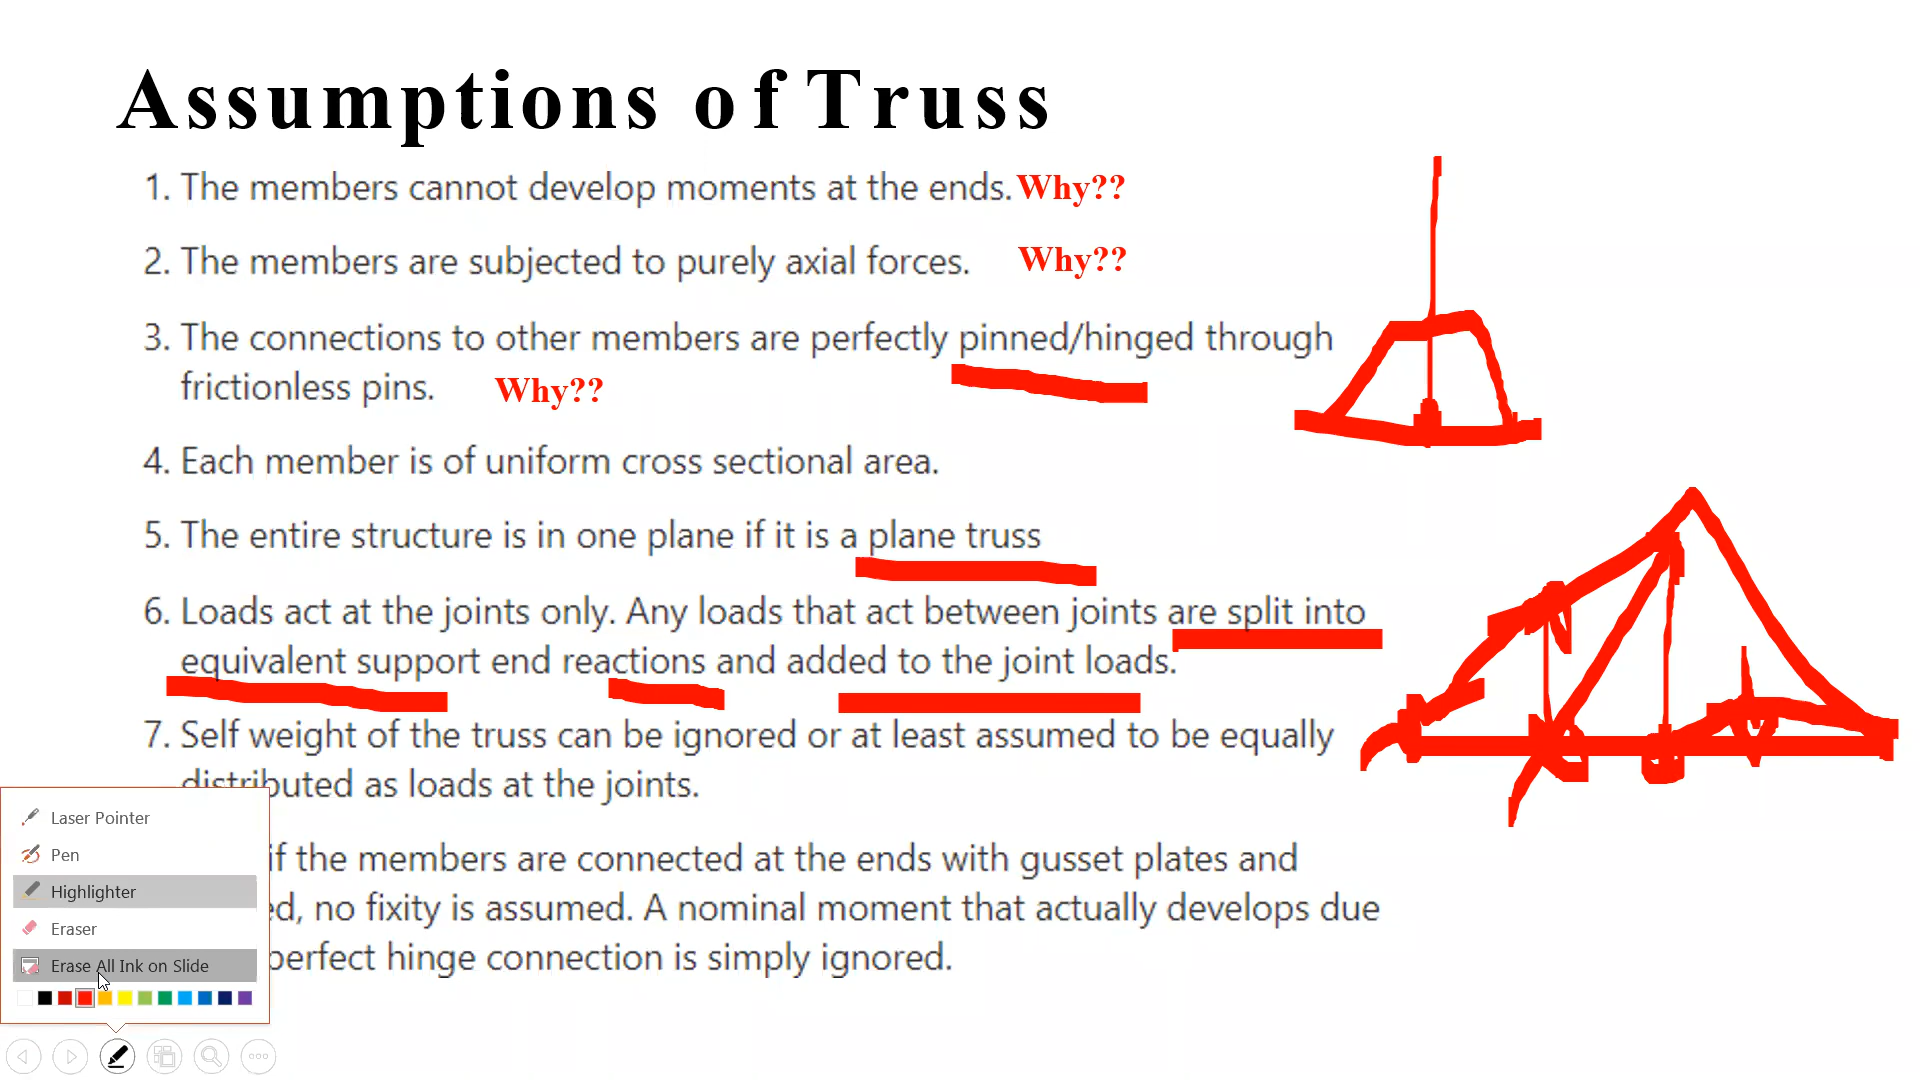 Assumptions of Truss
1. The members cannot develop moments at the ends. Why??
2. The members are subjected to purely axial forces. Why??
3. The connections to other members are perfectly pinned/hinged through
frictionless pins. Why??
4. Each member is of uniform cross sectional area.
5. The entire structure is in one plane if it is a plane truss
6. Loads act at the joints only. Any loads that act between joints are split into
equivalent support end reactions and added to the joint loads.
7. Self weight of the truss can be ignored or at least assumed to be equally
distributed as loads at the joints.
if the members are connected at the ends with gusset plates and
ed, no fixity is assumed. A nominal moment that actually develops due
perfect hinge connection is simply ignored.
Laser Pointer
Pen
Highlighter
Eraser
Erase All Ink on Slide